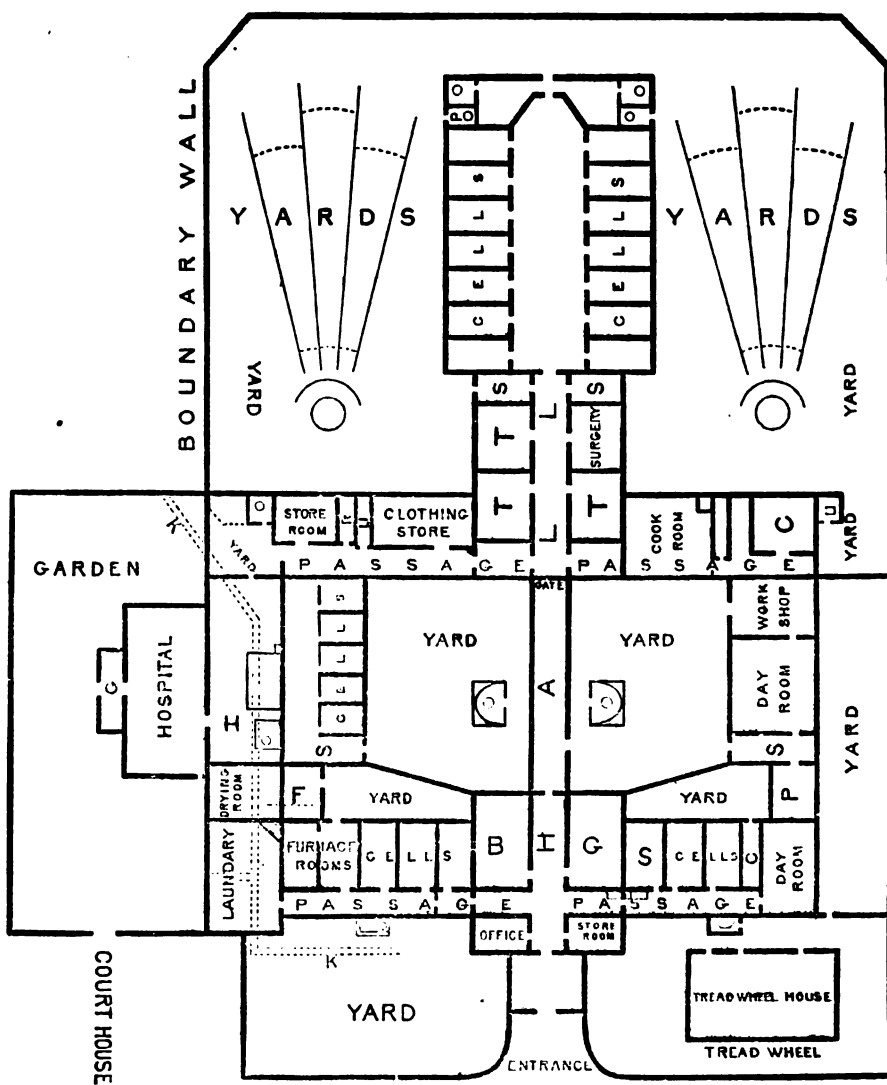 BOUNDARY WALL
P
S S
L L
L L
E E
C C
YARDS YARDS
YARD YARD
S S
T SURGERY
T T
HALL
STORE ROOM
CLOTHING STORE
COOK ROOM
C
YARD
YARD
K
GARDEN
PASSAGE PASSAGE
GATE
CELLS
YARD YARD
WORK SHOP
DAY ROOM
YARD
G
HOSPITAL
H
S S
DRYING ROOM
F
YARD YARD
P
LAUNDARY
FURNACE ROOMS
CELLS
B G
S
CELLS
C
DAY ROOM
PASSAGE PASSAGE
OFFICE
STORE ROOM
K
YARD
TREAD WHEEL HOUSE
TREAD WHEEL
ENTRANCE
COURT HOUSE